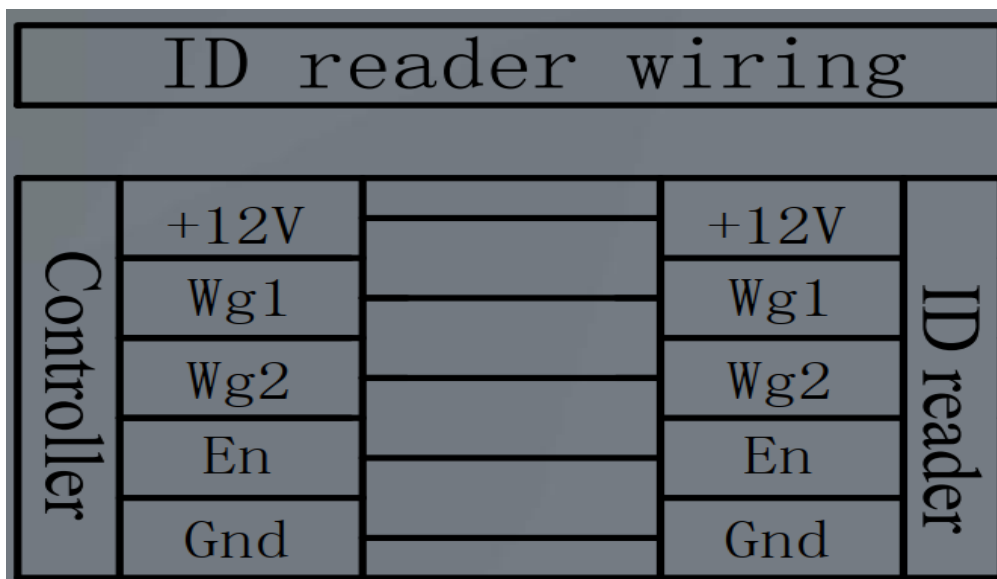 ID reader wiring
Controller
+12V +12V
Wg1 Wg1
Wg2 Wg2
En En
Gnd Gnd
ID reader